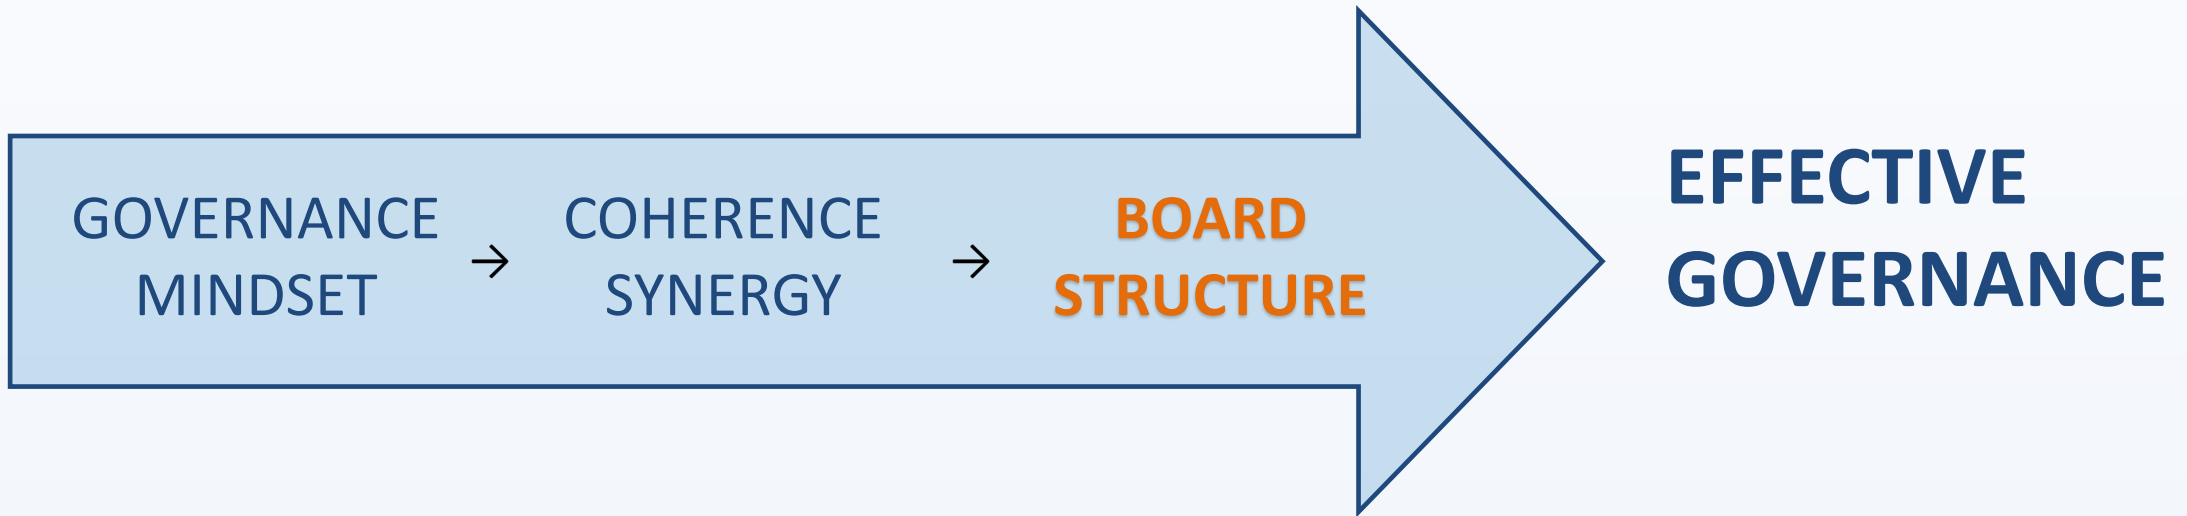 GOVERNANCE
MINDSET
→
COHERENCE
SYNERGY
→
BOARD
STRUCTURE
EFFECTIVE
GOVERNANCE